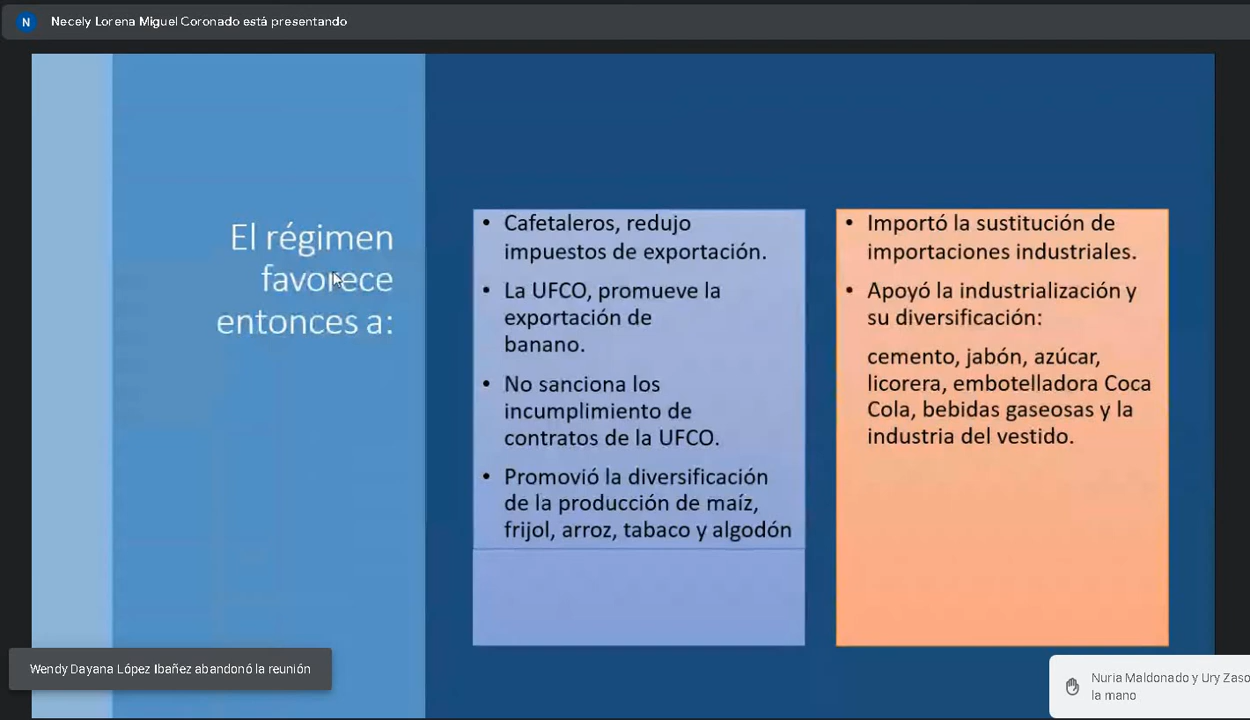 N Necely Lorena Miguel Coronado está presentando
El régimen
favorece
entonces a:
• Cafetaleros, redujo
impuestos de exportación.
• La UFCO, promueve la
exportación de
banano.
• No sanciona los
incumplimiento de
contratos de la UFCO.
• Promovió la diversificación
de la producción de maíz,
frijol, arroz, tabaco y algodón
• Importó la sustitución de
importaciones industriales.
• Apoyó la industrialización y
su diversificación:
cemento, jabón, azúcar,
licorera, embotelladora Coca
Cola, bebidas gaseosas y la
industria del vestido.
Wendy Dayana López Ibañez abandonó la reunión
Nuria Maldonado y Ury Zaso
la mano